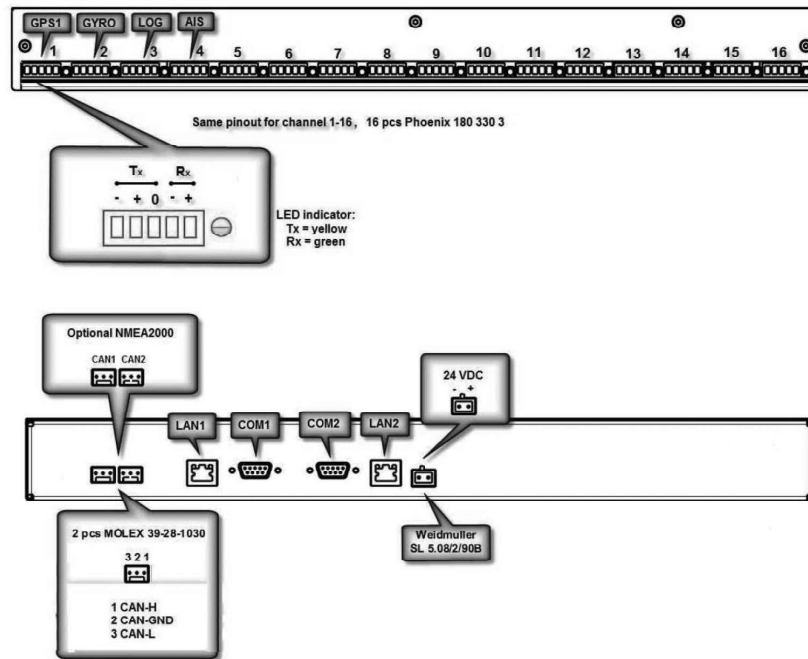 GPS1 GYRO LOG AIS
1 2 3 4 5 6 7 8 9 10 11 12 13 14 15 16
Same pinout for channel 1-16, 16 pcs Phoenix 180 330 3
Tx Rx
- + 0 - +
LED indicator:
Tx = yellow
Rx = green
Optional NMEA2000
CAN1 CAN2
24 VDC
- +
LAN1 COM1 COM2 LAN2
2 pcs MOLEX 39-28-1030
3 2 1
1 CAN-H
2 CAN-GND
3 CAN-L
Weidmuller
SL 5.08/2/90B